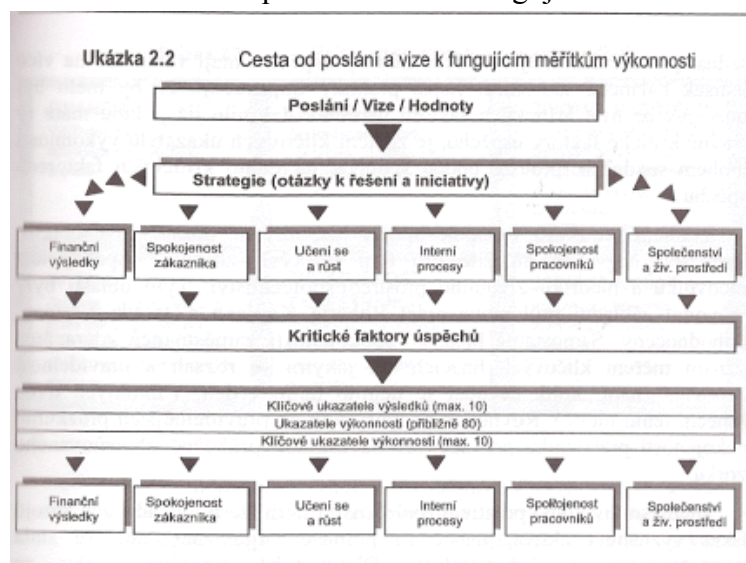 Ukázka 2.2 Cesta od poslání a vize k fungujícím měřítkům výkonnosti
Poslání / Vize / Hodnoty
Strategie (otázky k řešení a iniciativy)
Finanční
výsledky
Spokojenost
zákazníka
Učení se
a růst
Interní
procesy
Spokojenost
pracovníků
Společenství
a živ. prostředí
Kritické faktory úspěchů
Klíčové ukazatele výsledků (max. 10)
Ukazatele výkonnosti (přibližně 80)
Klíčové ukazatele výkonnosti (max. 10)
Finanční
výsledky
Spokojenost
zákazníka
Učení se
a růst
Interní
procesy
Spokojenost
pracovníků
Společenství
a živ. prostředí